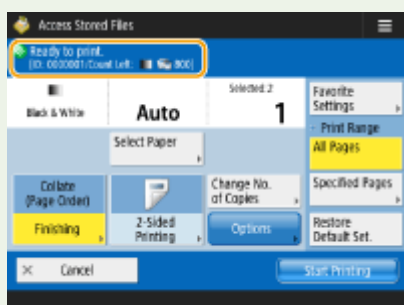 Access Stored Files
Ready to print.
[ID: 0000001/Count Left: 800]
Black & White
Auto
Selected: 2
1
Favorite
Settings
Print Range
All Pages
Select Paper
Collate
(Page Order)
Finishing
2-Sided
Printing
Change No.
of Copies
Options
Specified Pages
Restore
Default Set.
Cancel
Start Printing